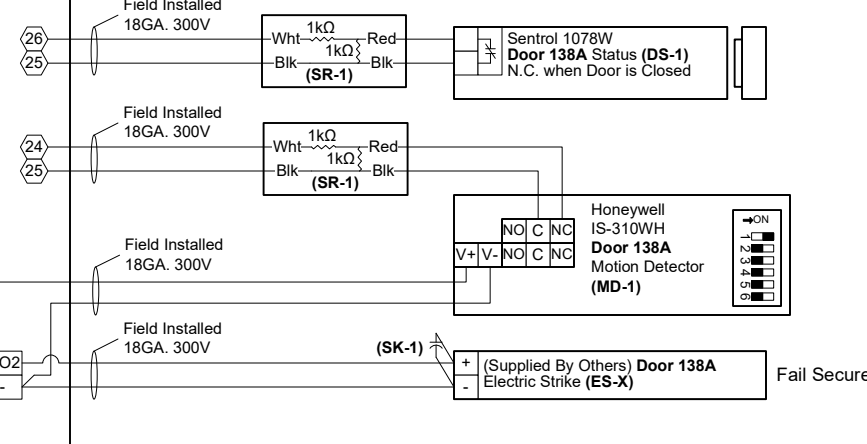 Field Installed
18GA. 300V
26
25
Wht
1kΩ
Red
1kΩ
Blk
Blk
(SR-1)
Sentrol 1078W
Door 138A Status (DS-1)
N.C. when Door is Closed
Field Installed
18GA. 300V
24
25
Wht
1kΩ
Red
1kΩ
Blk
Blk
(SR-1)
NO C NC
V+ V- NO C NC
Honeywell
IS-310WH
Door 138A
Motion Detector
(MD-1)
ON
1
2
3
4
5
6
Field Installed
18GA. 300V
Field Installed
18GA. 300V
O2
-
(SK-1)
+
-
(Supplied By Others) Door 138A
Electric Strike (ES-X)
Fail Secure